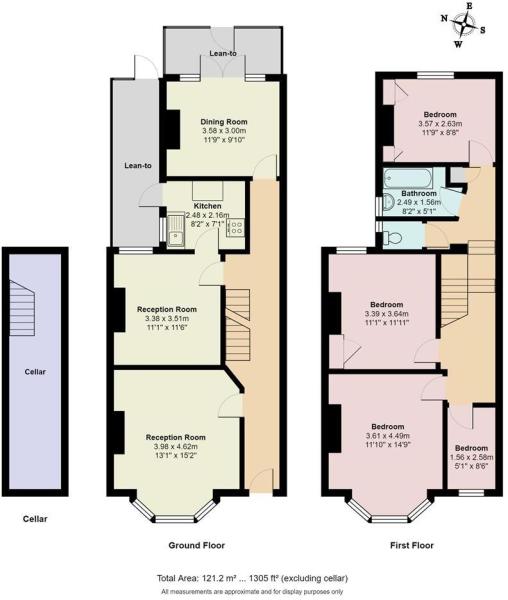 E
N
S
W
Lean-to
Dining Room
3.58 x 3.00m
11'9" x 9'10"
Lean-to
Kitchen
2.48 x 2.16m
8'2" x 7'1"
Reception Room
3.38 x 3.51m
11'1" x 11'6"
Reception Room
3.98 x 4.62m
13'1" x 15'2"
Cellar
Cellar
Ground Floor
Bedroom
3.57 x 2.63m
11'9" x 8'8"
Bathroom
2.49 x 1.56m
8'2" x 5'1"
Bedroom
3.39 x 3.64m
11'1" x 11'11"
Bedroom
3.61 x 4.49m
11'10" x 14'9"
Bedroom
1.56 x 2.58m
5'1" x 8'6"
First Floor
Total Area: 121.2 m² ... 1305 ft² (excluding cellar)
All measurements are approximate and for display purposes only